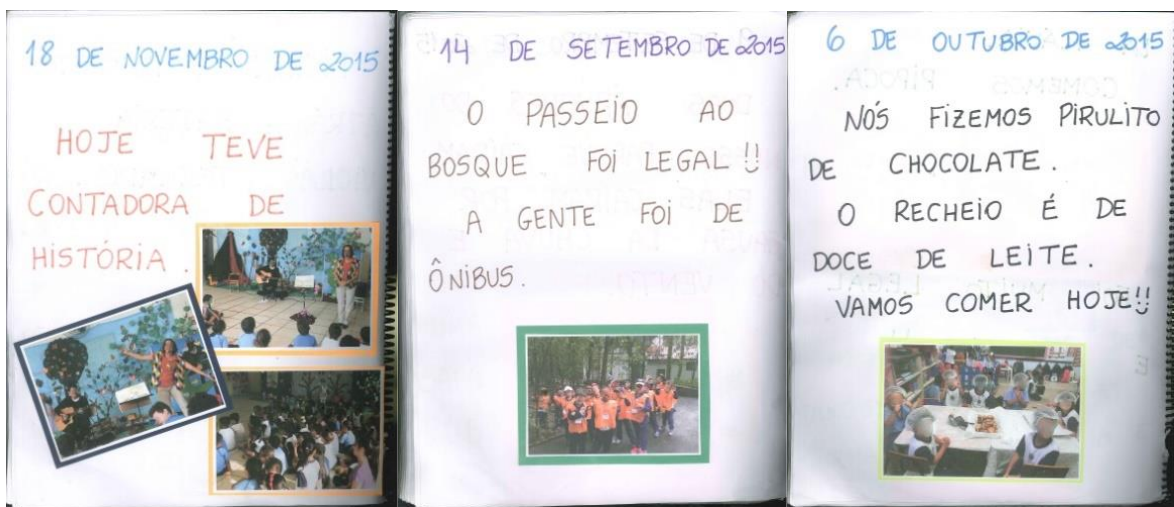 18 DE NOVEMBRO DE 2015
HOJE TEVE
CONTADORA DE
HISTÓRIA.
14 DE SETEMBRO DE 2015
O PASSEIO AO
BOSQUE FOI LEGAL!!
A GENTE FOI DE
ÔNIBUS.
6 DE OUTUBRO DE 2015
NÓS FIZEMOS PIRULITO
DE CHOCOLATE.
O RECHEIO É DE
DOCE DE LEITE.
VAMOS COMER HOJE!!